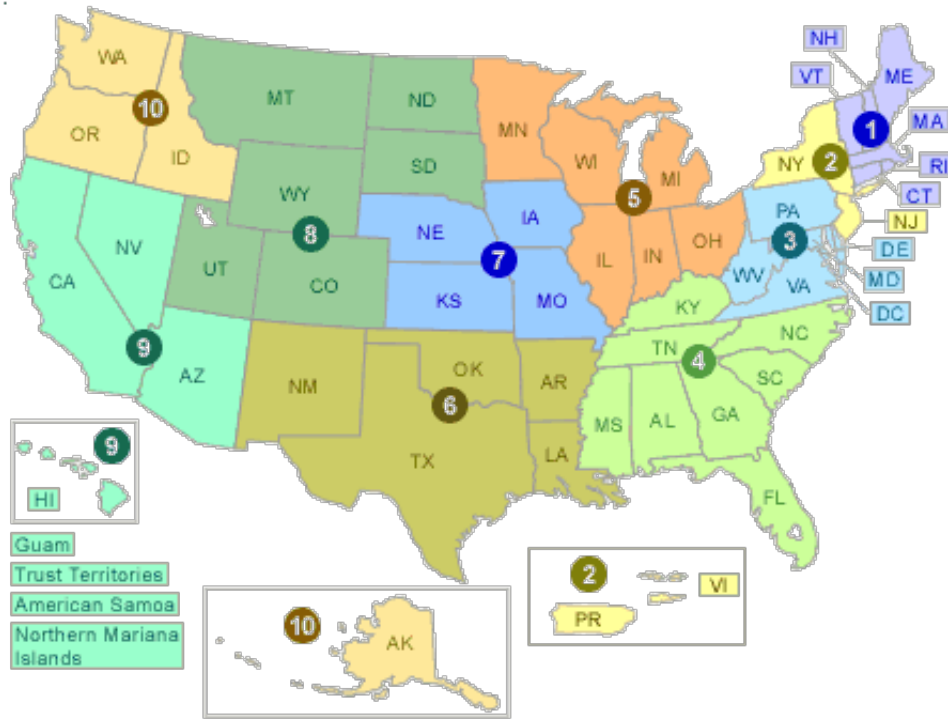 NH
WA
VT
ME
MT
ND
10
MN
MA
1
OR
WI
NY
2
ID
SD
RI
MI
WY
5
CT
IA
PA
NJ
NE
8
3
NV
OH
DE
7
IL
IN
UT
WV
CA
MD
CO
VA
KS
MO
KY
DC
NC
9
TN
4
OK
AZ
SC
NM
AR
6
GA
MS
AL
9
LA
TX
HI
FL
Guam
Trust Territories
2
VI
American Samoa
PR
10
Northern Mariana
Islands
AK